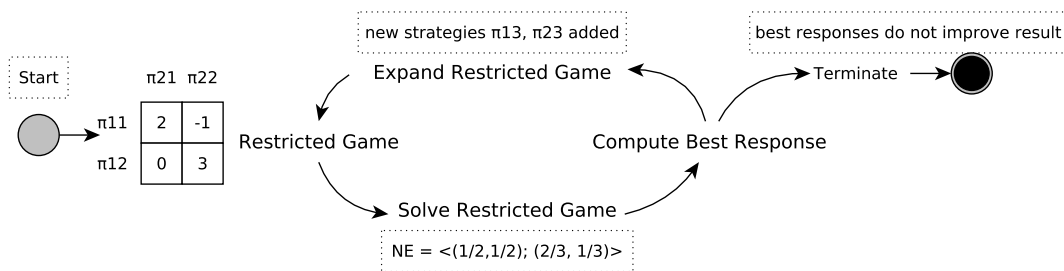 new strategies π13, π23 added
best responses do not improve result
Start
π21 π22
Expand Restricted Game
Terminate
π11 2 -1
Restricted Game
Compute Best Response
π12 0 3
Solve Restricted Game
NE = <(1/2,1/2); (2/3, 1/3)>